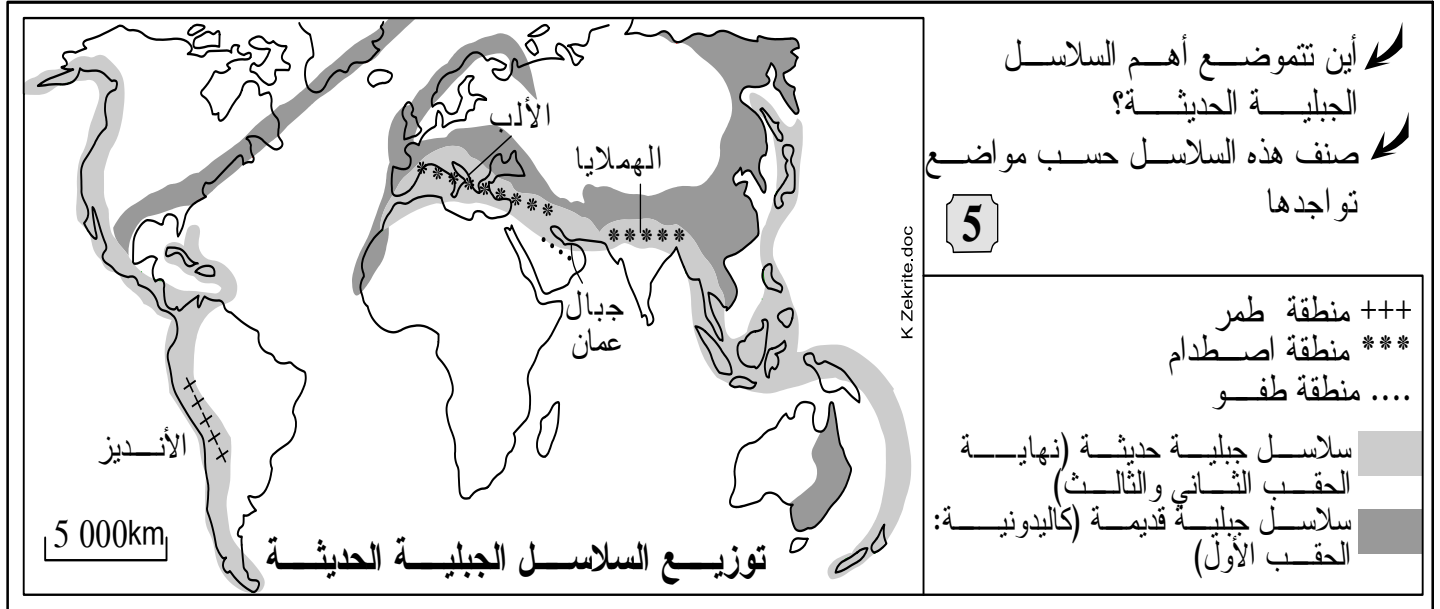 أين تتموضع أهم السلاسل
الجبلية الحديثة؟
صنف هذه السلاسل حسب مواضع
تواجدها
5
+++ منطقة طمر
*** منطقة اصطدام
.... منطقة طفو
سلاسل جبلية حديثة (نهاية
الحقب الثاني والثالث)
سلاسل جبلية قديمة (كاليدونية:
الحقب الأول)
الألب
الهملايا
جبال
عمان
الأنديز
5 000km
توزيع السلاسل الجبلية الحديثة
K Zekrite.doc